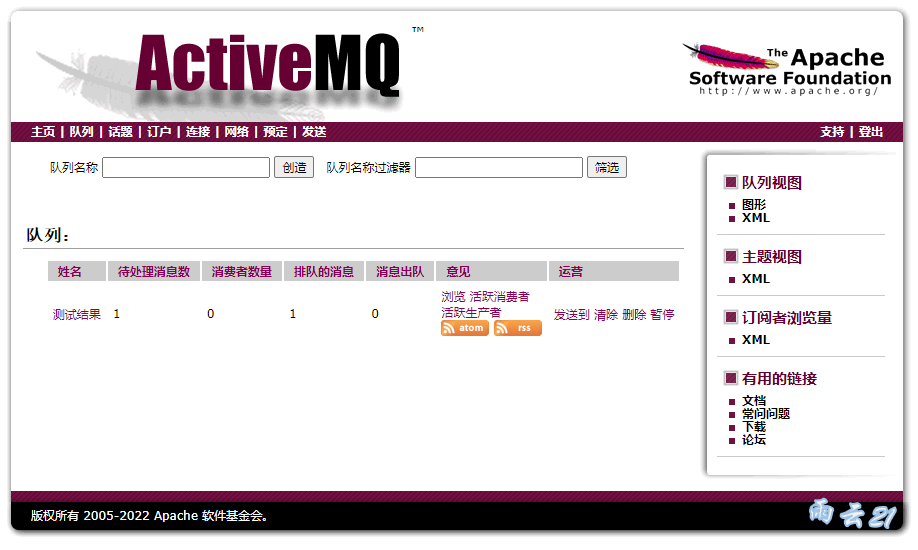 ActiveMQ ™
The Apache
Software Foundation
http://www.apache.org/
主页 | 队列 | 话题 | 订户 | 连接 | 网络 | 预定 | 发送
支持 | 登出
队列名称 创造 队列名称过滤器 筛选
队列：
姓名 待处理消息数 消费者数量 排队的消息 消息出队 意见 运营
测试结果 1 0 1 0 浏览 活跃消费者
活跃生产者
atom rss
发送到 清除 删除 暂停
队列视图
图形
XML
主题视图
XML
订阅者浏览量
XML
有用的链接
文档
常问问题
下载
论坛
版权所有 2005-2022 Apache 软件基金会。
雨云21